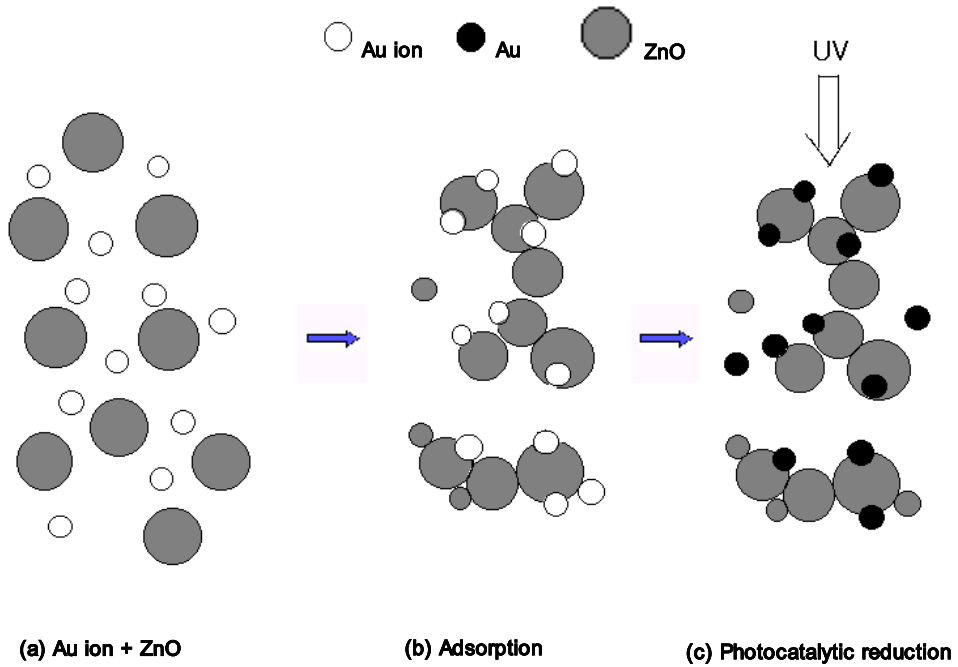 Au ion
Au
ZnO
UV
(a) Au ion + ZnO
(b) Adsorption
(c) Photocatalytic reduction